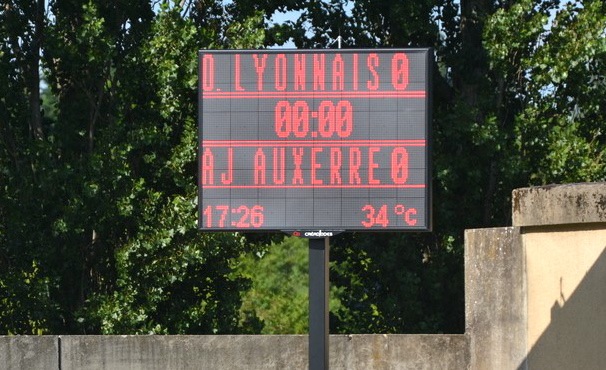 O. LYONNAIS 0
00:00
AJ AUXERRE 0
17:26 34 °C